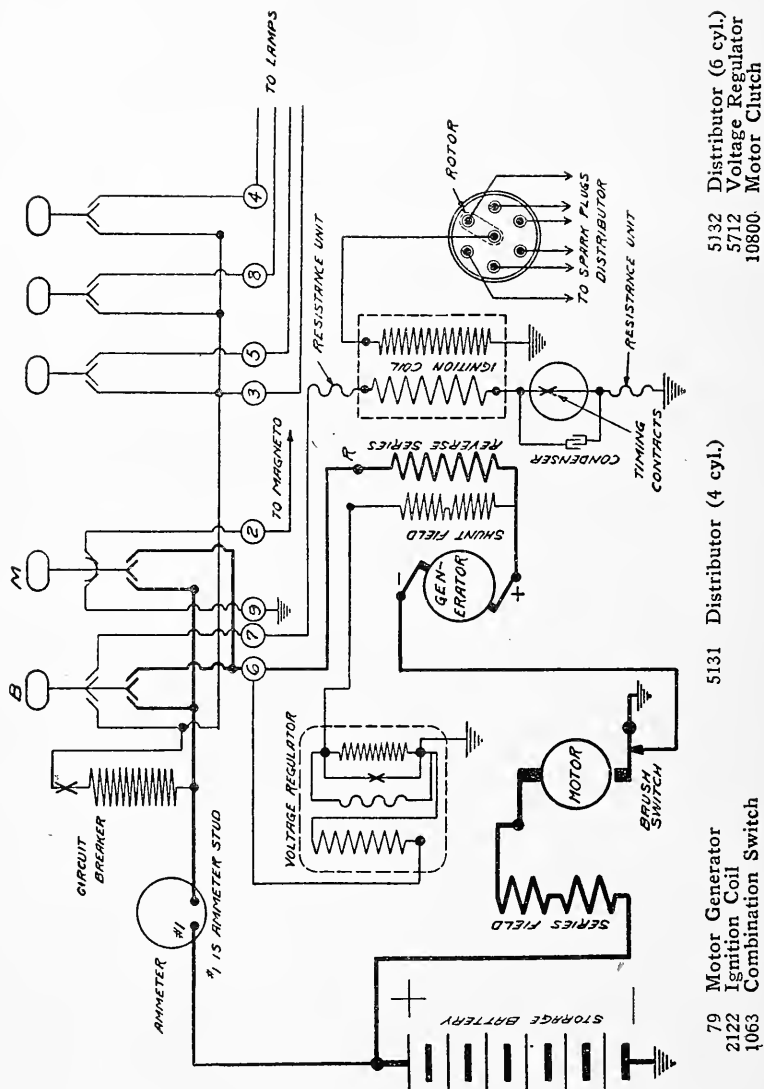 B
M
CIRCUIT
BREAKER
AMMETER
#1
#1 IS AMMETER STUD
6
7
9
2
TO MAGNETO
3
5
8
4
TO LAMPS
RESISTANCE UNIT
ROTOR
TO SPARK PLUGS
DISTRIBUTOR
IGNITION COIL
VOLTAGE REGULATOR
R
REVERSE SERIES
SHUNT FIELD
GEN-
ERATOR
-
+
CONDENSER
TIMING
CONTACTS
RESISTANCE UNIT
MOTOR
BRUSH
SWITCH
SERIES FIELD
STORAGE BATTERY
+
-
79 Motor Generator
2122 Ignition Coil
1063 Combination Switch
5131 Distributor (4 cyl.)
5132 Distributor (6 cyl.)
5712 Voltage Regulator
10800 Motor Clutch